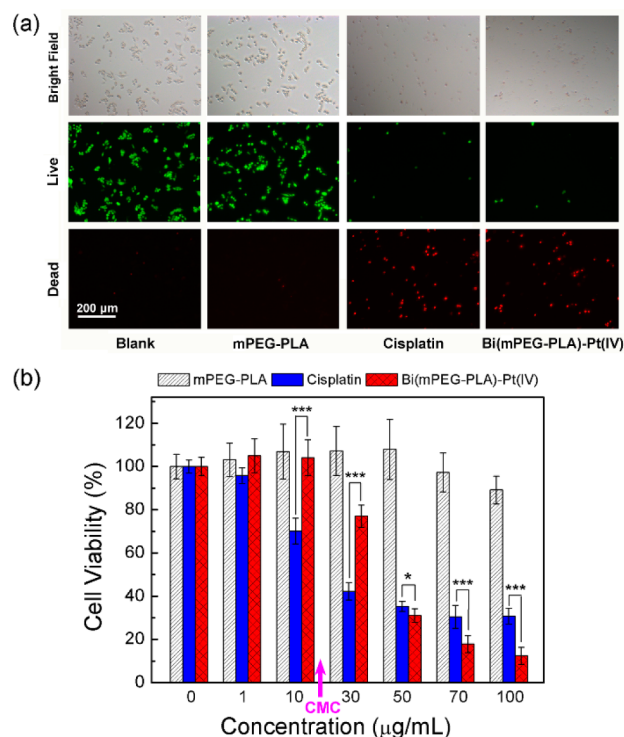 (a)
Bright Field
Live
Dead
200 µm
Blank mPEG-PLA Cisplatin Bi(mPEG-PLA)-Pt(IV)
(b)
mPEG-PLA Cisplatin Bi(mPEG-PLA)-Pt(IV)
Cell Viability (%)
120
100
80
60
40
20
0
***
***
*
***
***
0 1 10 30 50 70 100
CMC
Concentration (µg/mL)